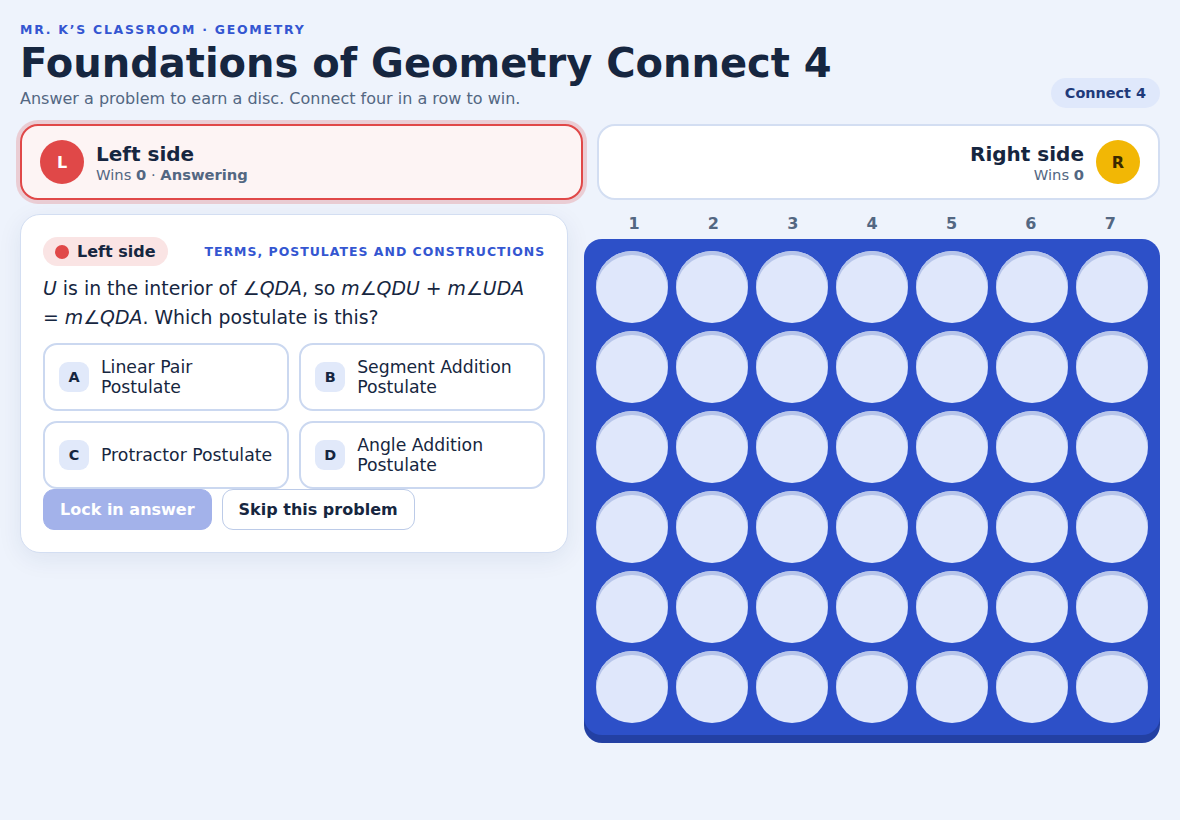 MR. K’S CLASSROOM · GEOMETRY
Foundations of Geometry Connect 4
Answer a problem to earn a disc. Connect four in a row to win.
Connect 4
L
Left side
Wins 0 · Answering
Right side
Wins 0
R
Left side
TERMS, POSTULATES AND CONSTRUCTIONS
U is in the interior of ∠QDA, so m∠QDU + m∠UDA
= m∠QDA. Which postulate is this?
A
Linear Pair
Postulate
B
Segment Addition
Postulate
C
Protractor Postulate
D
Angle Addition
Postulate
Lock in answer
Skip this problem
1 2 3 4 5 6 7